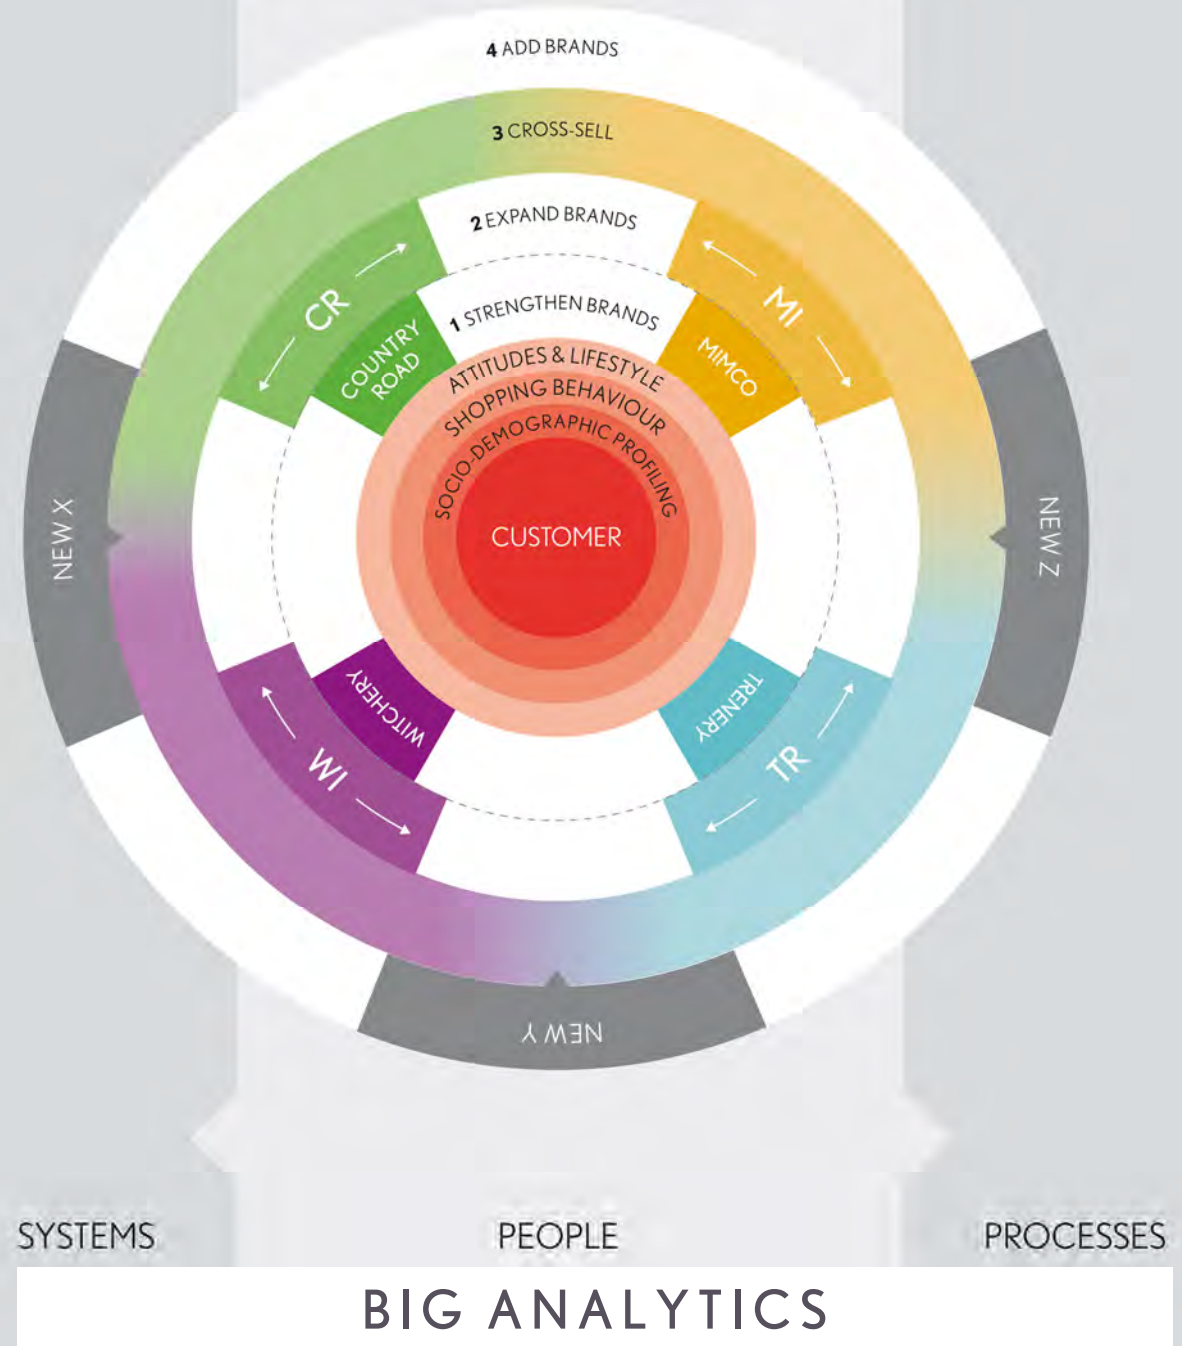 4 ADD BRANDS
3 CROSS-SELL
2 EXPAND BRANDS
1 STRENGTHEN BRANDS
CR
MI
COUNTRY
ROAD
MIMCO
ATTITUDES & LIFESTYLE
SHOPPING BEHAVIOUR
SOCIO-DEMOGRAPHIC PROFILING
CUSTOMER
NEW X
NEW Z
WITCHERY
TRENERY
WI
TR
NEW Y
SYSTEMS
PEOPLE
PROCESSES
BIG ANALYTICS